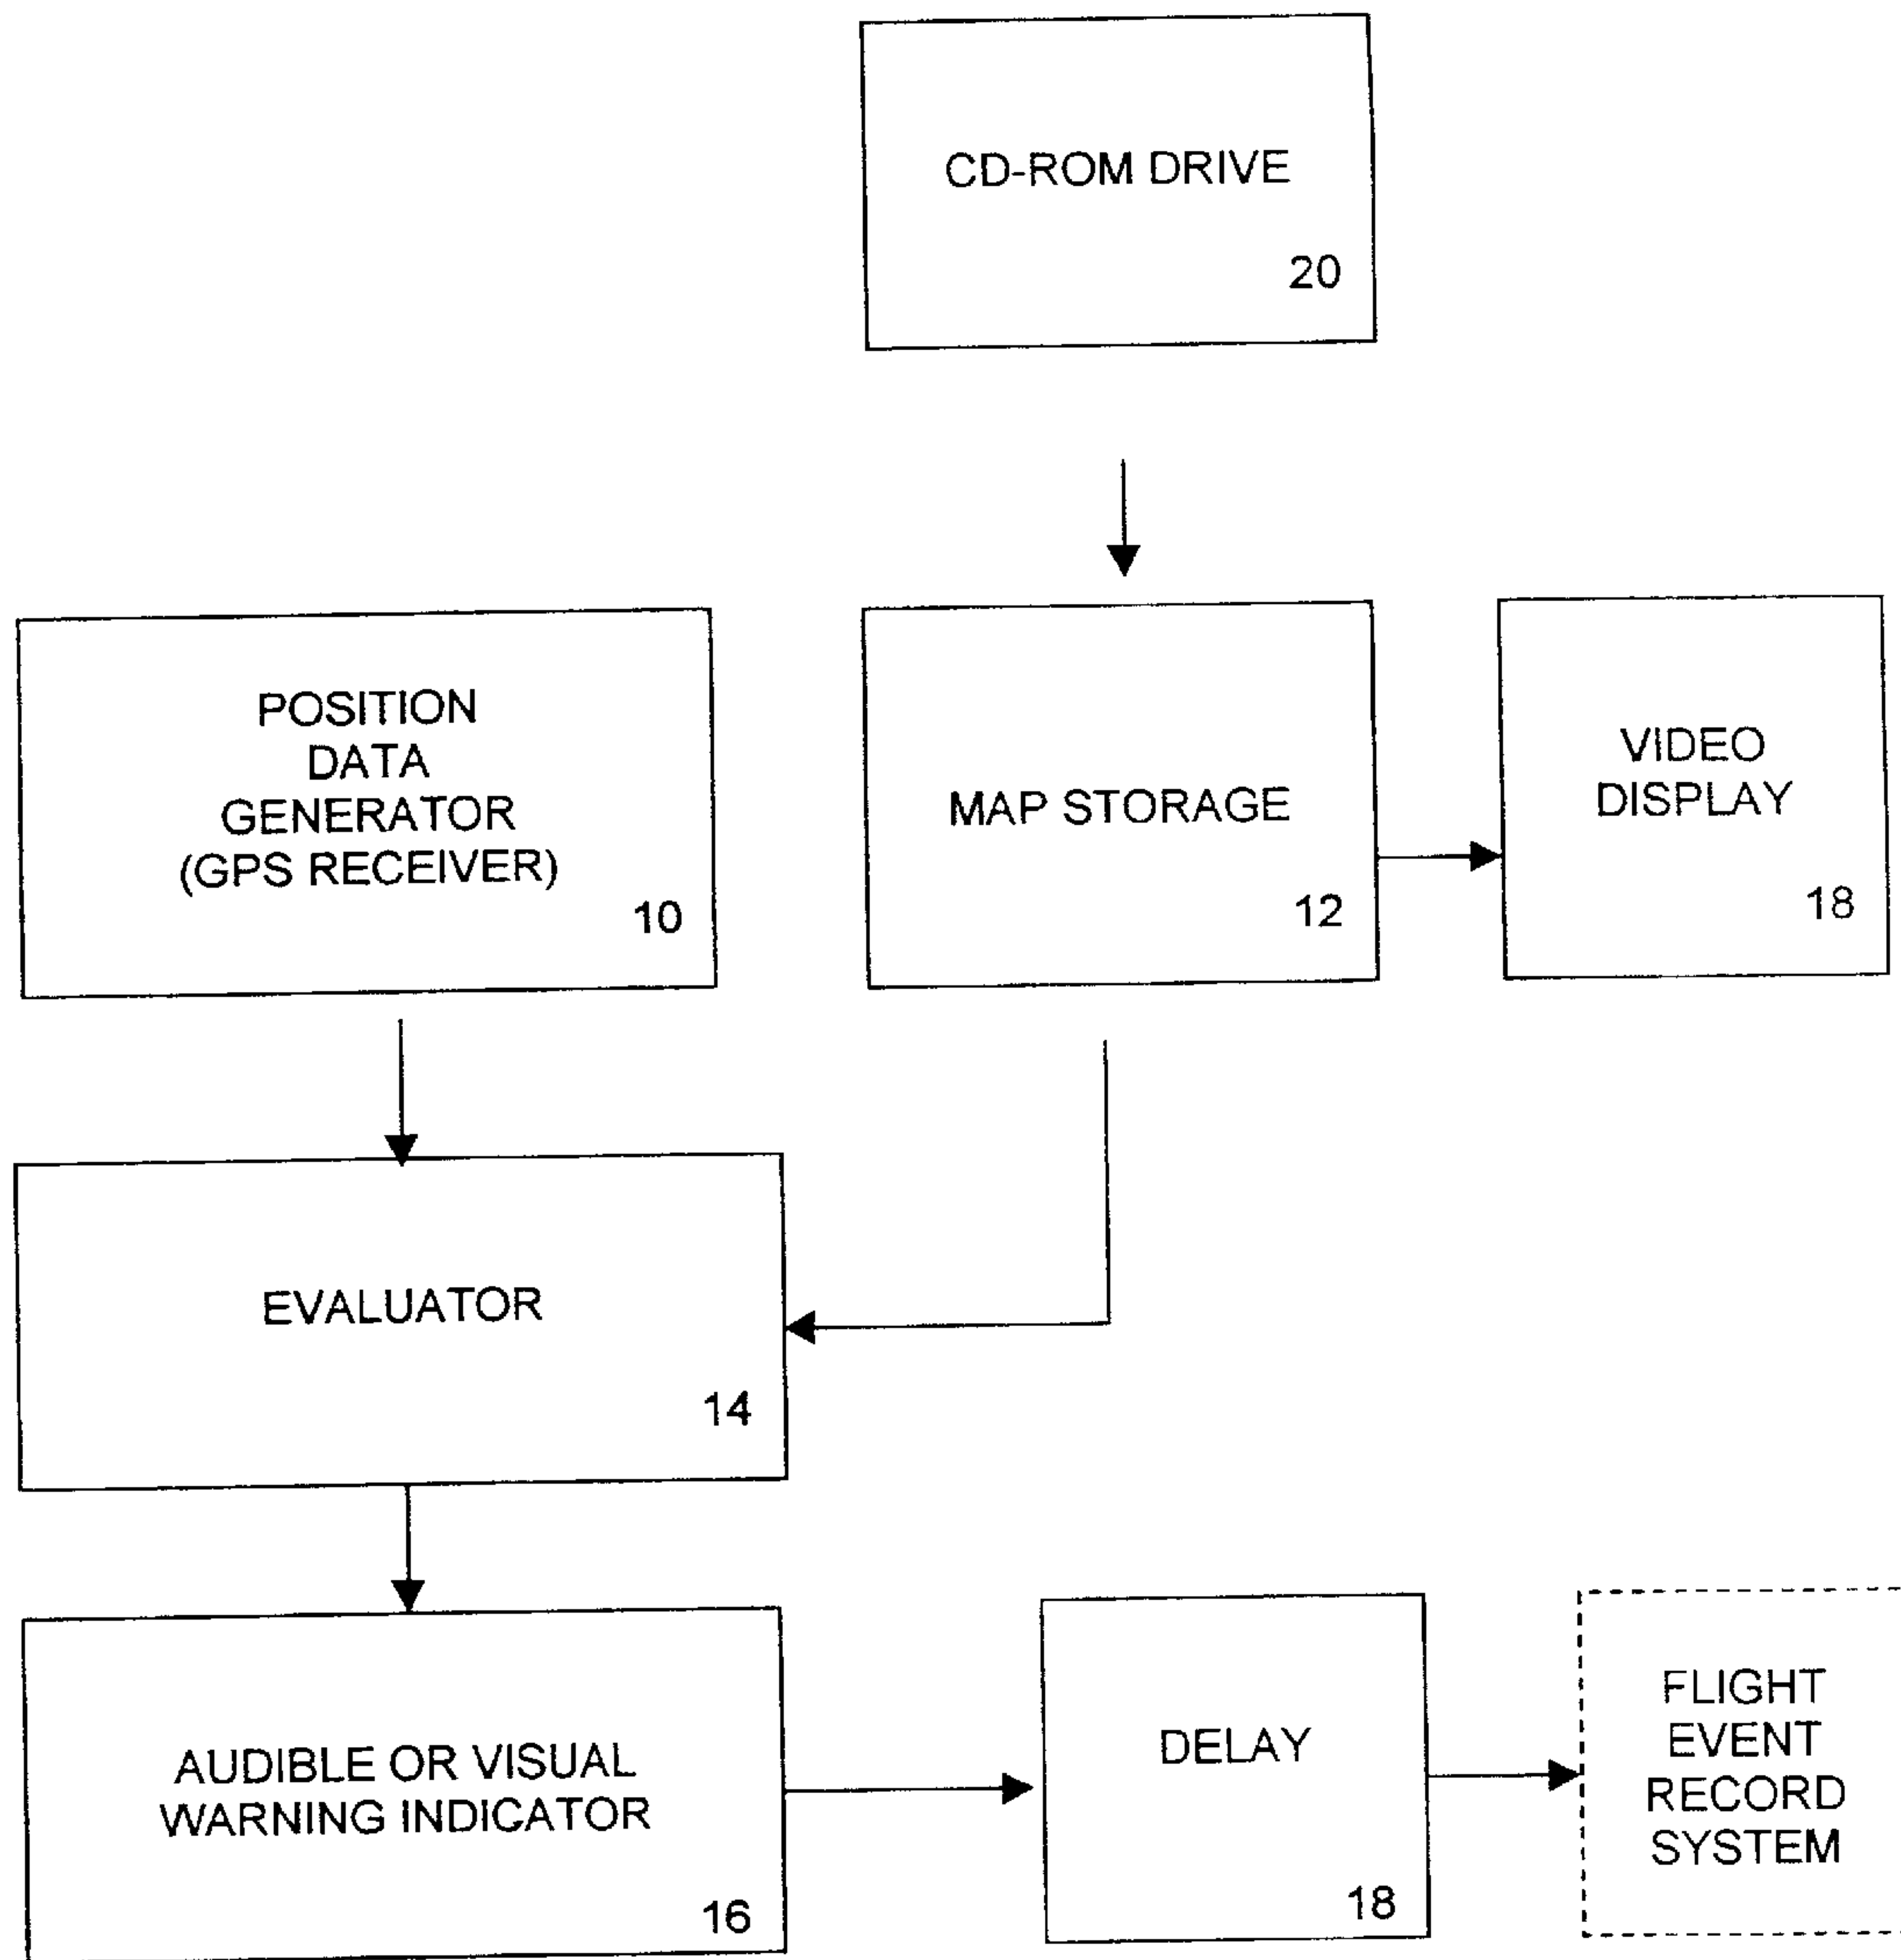 CD-ROM DRIVE
20
POSITION
DATA
GENERATOR
(GPS RECEIVER)
10
MAP STORAGE
12
VIDEO
DISPLAY
18
EVALUATOR
14
AUDIBLE OR VISUAL
WARNING INDICATOR
16
DELAY
18
FLIGHT
EVENT
RECORD
SYSTEM